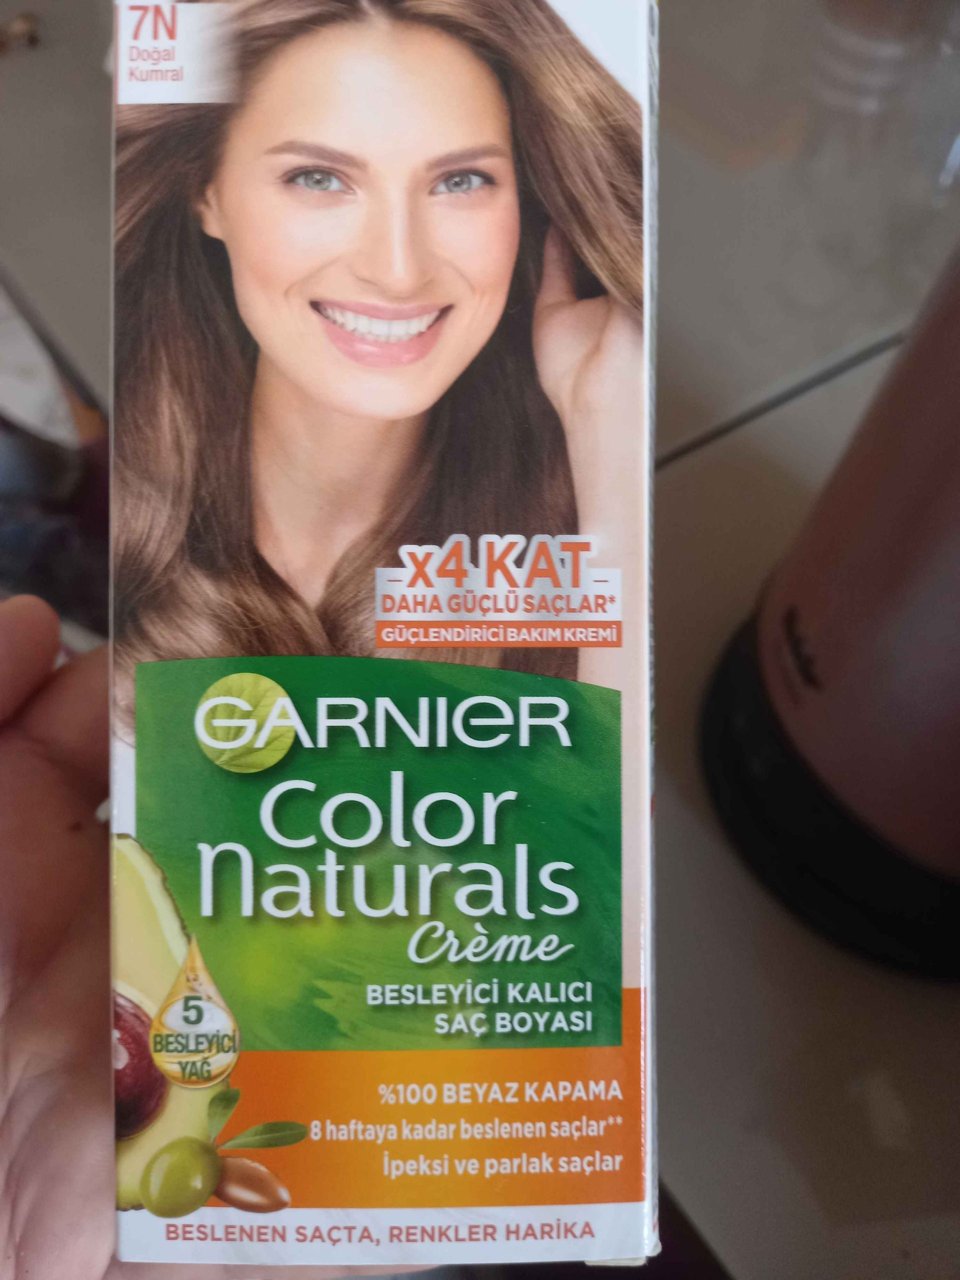 7N
Doğal
Kumral
x4 KAT
DAHA GÜÇLÜ SAÇLAR*
GÜÇLENDİRİCİ BAKIM KREMİ
GARNIER
Color
Naturals
Crème
BESLEYİCİ KALICI
SAÇ BOYASI
5
BESLEYİCİ
YAĞ
%100 BEYAZ KAPAMA
8 haftaya kadar beslenen saçlar**
İpeksi ve parlak saçlar
BESLENEN SAÇTA, RENKLER HARİKA